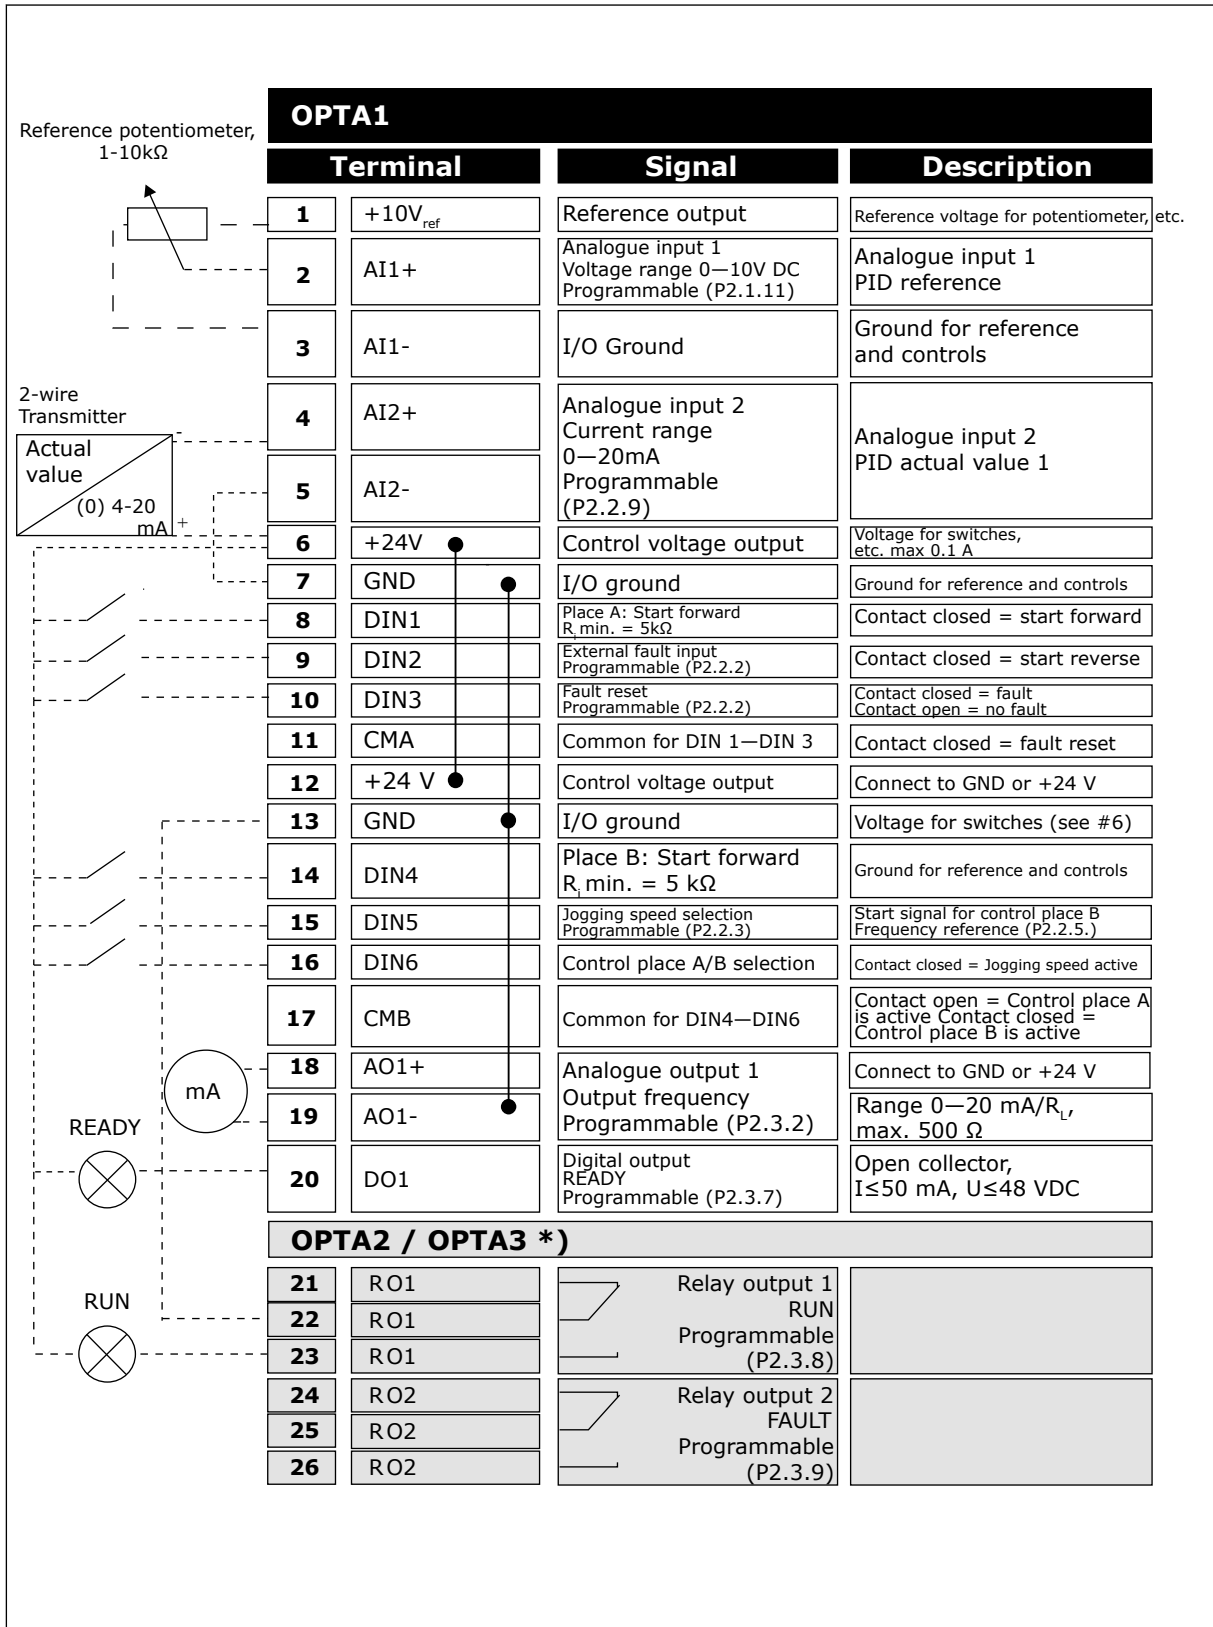 OPTA1
Reference potentiometer,
1-10kΩ
Terminal Signal Description
1 +10Vref Reference output Reference voltage for potentiometer, etc.
2 AI1+ Analogue input 1
Voltage range 0—10V DC
Programmable (P2.1.11)
Analogue input 1
PID reference
3 AI1- I/O Ground Ground for reference
and controls
2-wire
Transmitter
-
Actual
value
(0) 4-20
mA
+
4 AI2+
5 AI2-
Analogue input 2
Current range
0—20mA
Programmable
(P2.2.9)
Analogue input 2
PID actual value 1
6 +24V Control voltage output Voltage for switches,
etc. max 0.1 A
7 GND I/O ground Ground for reference and controls
8 DIN1 Place A: Start forward
Ri min. = 5kΩ
Contact closed = start forward
9 DIN2 External fault input
Programmable (P2.2.2)
Contact closed = start reverse
10 DIN3 Fault reset
Programmable (P2.2.2)
Contact closed = fault
Contact open = no fault
11 CMA Common for DIN 1—DIN 3 Contact closed = fault reset
12 +24 V Control voltage output Connect to GND or +24 V
13 GND I/O ground Voltage for switches (see #6)
14 DIN4 Place B: Start forward
Ri min. = 5 kΩ
Ground for reference and controls
15 DIN5 Jogging speed selection
Programmable (P2.2.3)
Start signal for control place B
Frequency reference (P2.2.5.)
16 DIN6 Control place A/B selection Contact closed = Jogging speed active
17 CMB Common for DIN4—DIN6 Contact open = Control place A
is active Contact closed =
Control place B is active
mA
18 AO1+
19 AO1-
Analogue output 1
Output frequency
Programmable (P2.3.2)
Connect to GND or +24 V
Range 0—20 mA/RL,
max. 500 Ω
READY
20 DO1 Digital output
READY
Programmable (P2.3.7)
Open collector,
I≤50 mA, U≤48 VDC
OPTA2 / OPTA3 *)
RUN
21 RO1
22 RO1
23 RO1
Relay output 1
RUN
Programmable
(P2.3.8)
24 RO2
25 RO2
26 RO2
Relay output 2
FAULT
Programmable
(P2.3.9)